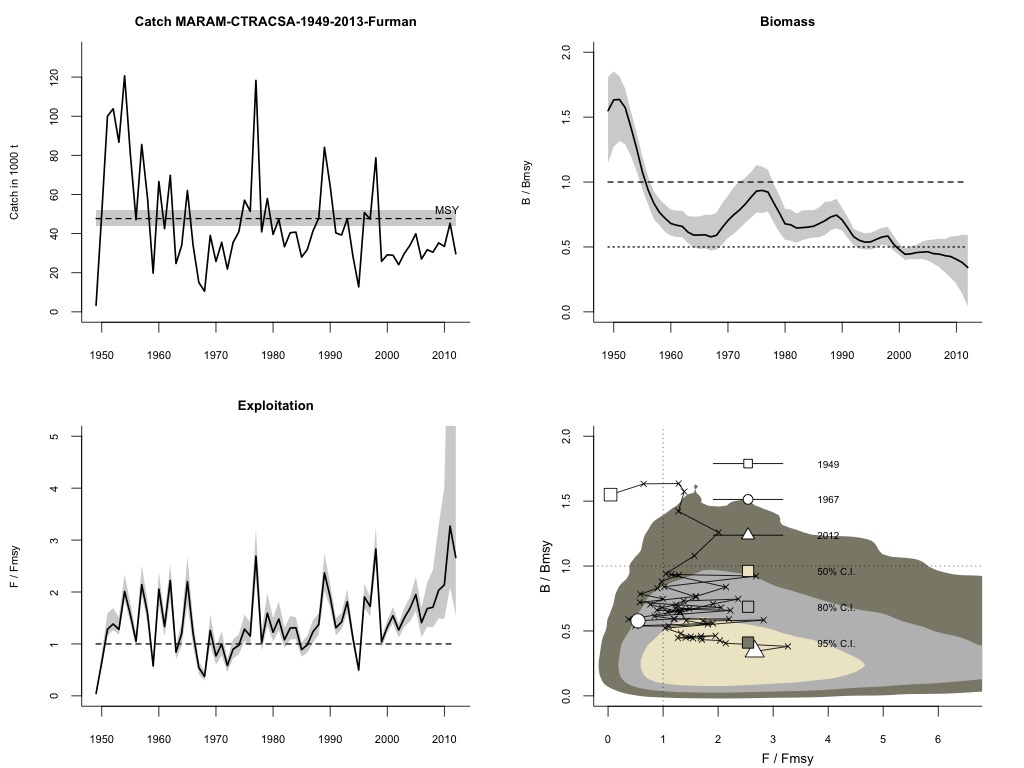 Catch MARAM-CTRACSA-1949-2013-Furman
Catch in 1000 t
0 20 40 60 80 100 120
MSY
1950 1960 1970 1980 1990 2000 2010
Biomass
B / Bmsy
0.0 0.5 1.0 1.5 2.0
1950 1960 1970 1980 1990 2000 2010
Exploitation
F / Fmsy
0 1 2 3 4 5
1950 1960 1970 1980 1990 2000 2010
B / Bmsy
0.0 0.5 1.0 1.5 2.0
1949
1967
2012
50% C.I.
80% C.I.
95% C.I.
0 1 2 3 4 5 6
F / Fmsy